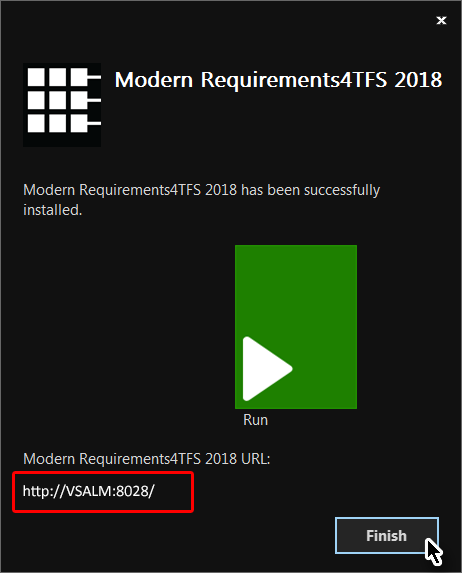 Modern Requirements4TFS 2018
Modern Requirements4TFS 2018 has been successfully
installed.
Run
Modern Requirements4TFS 2018 URL:
http://VSALM:8028/
Finish